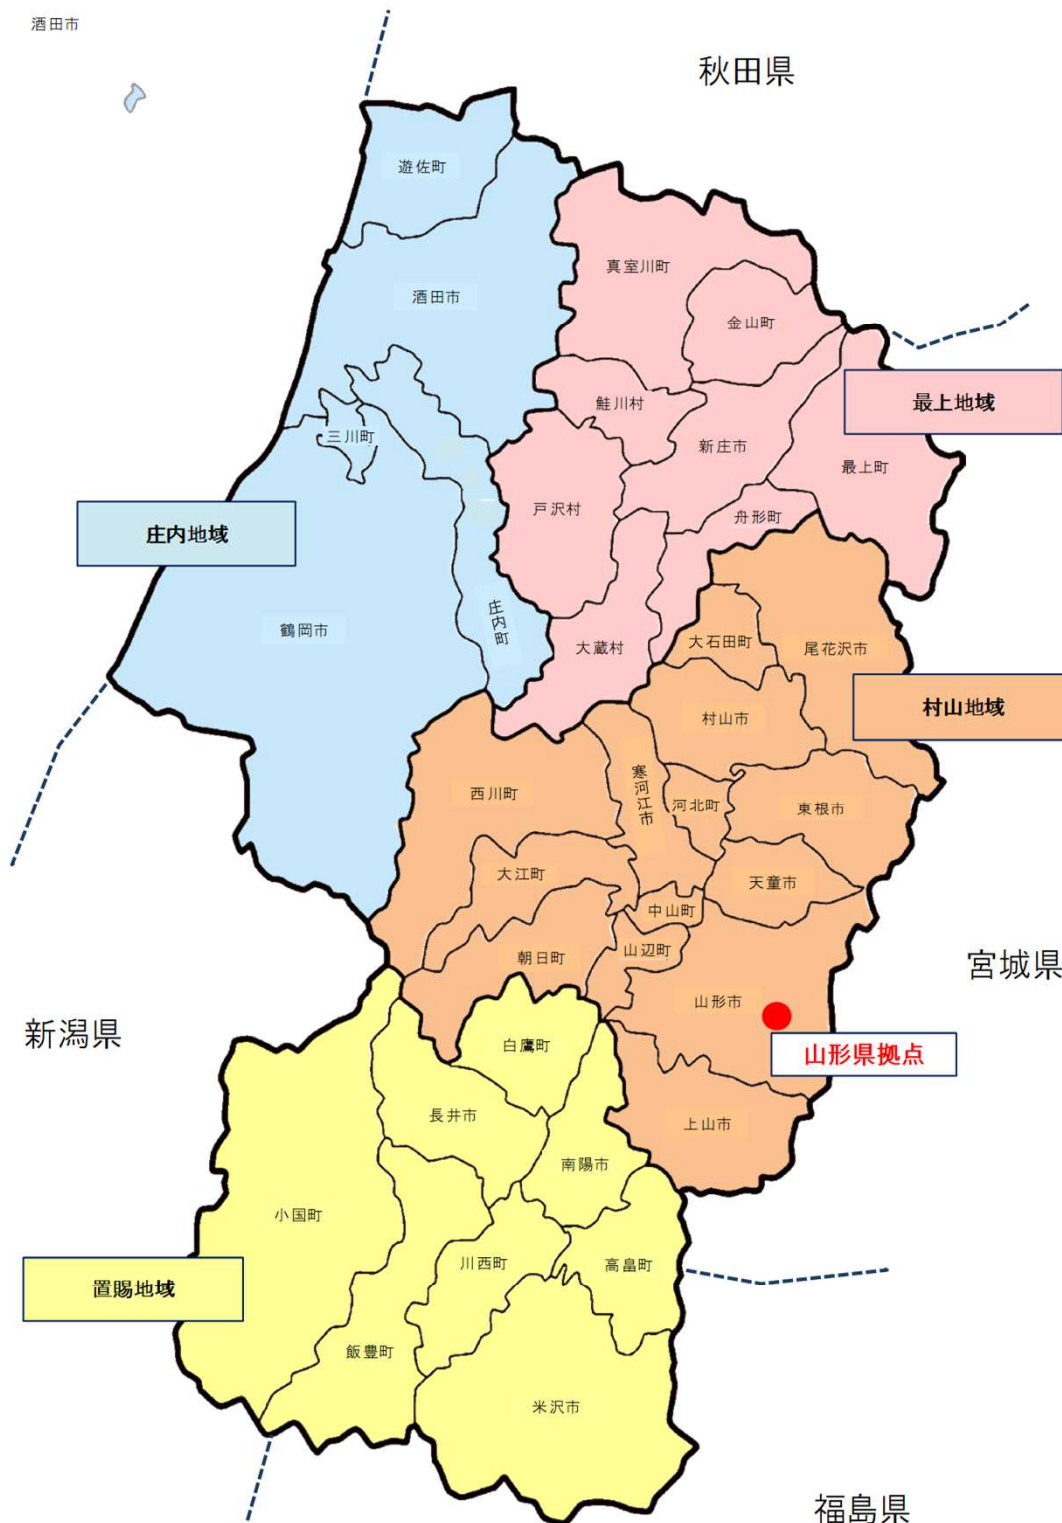 酒田市
秋田県
遊佐町
真室川町
酒田市
金山町
最上地域
鮭川村
三川町
新庄市
最上町
戸沢村
舟形町
庄内地域
庄内町
鶴岡市
大蔵村
大石田町
尾花沢市
村山地域
村山市
西川町
寒河江市
河北町
東根市
大江町
天童市
中山町
山辺町
朝日町
宮城県
山形市
新潟県
白鷹町
山形県拠点
長井市
上山市
南陽市
小国町
川西町
高畠町
置賜地域
飯豊町
米沢市
福島県